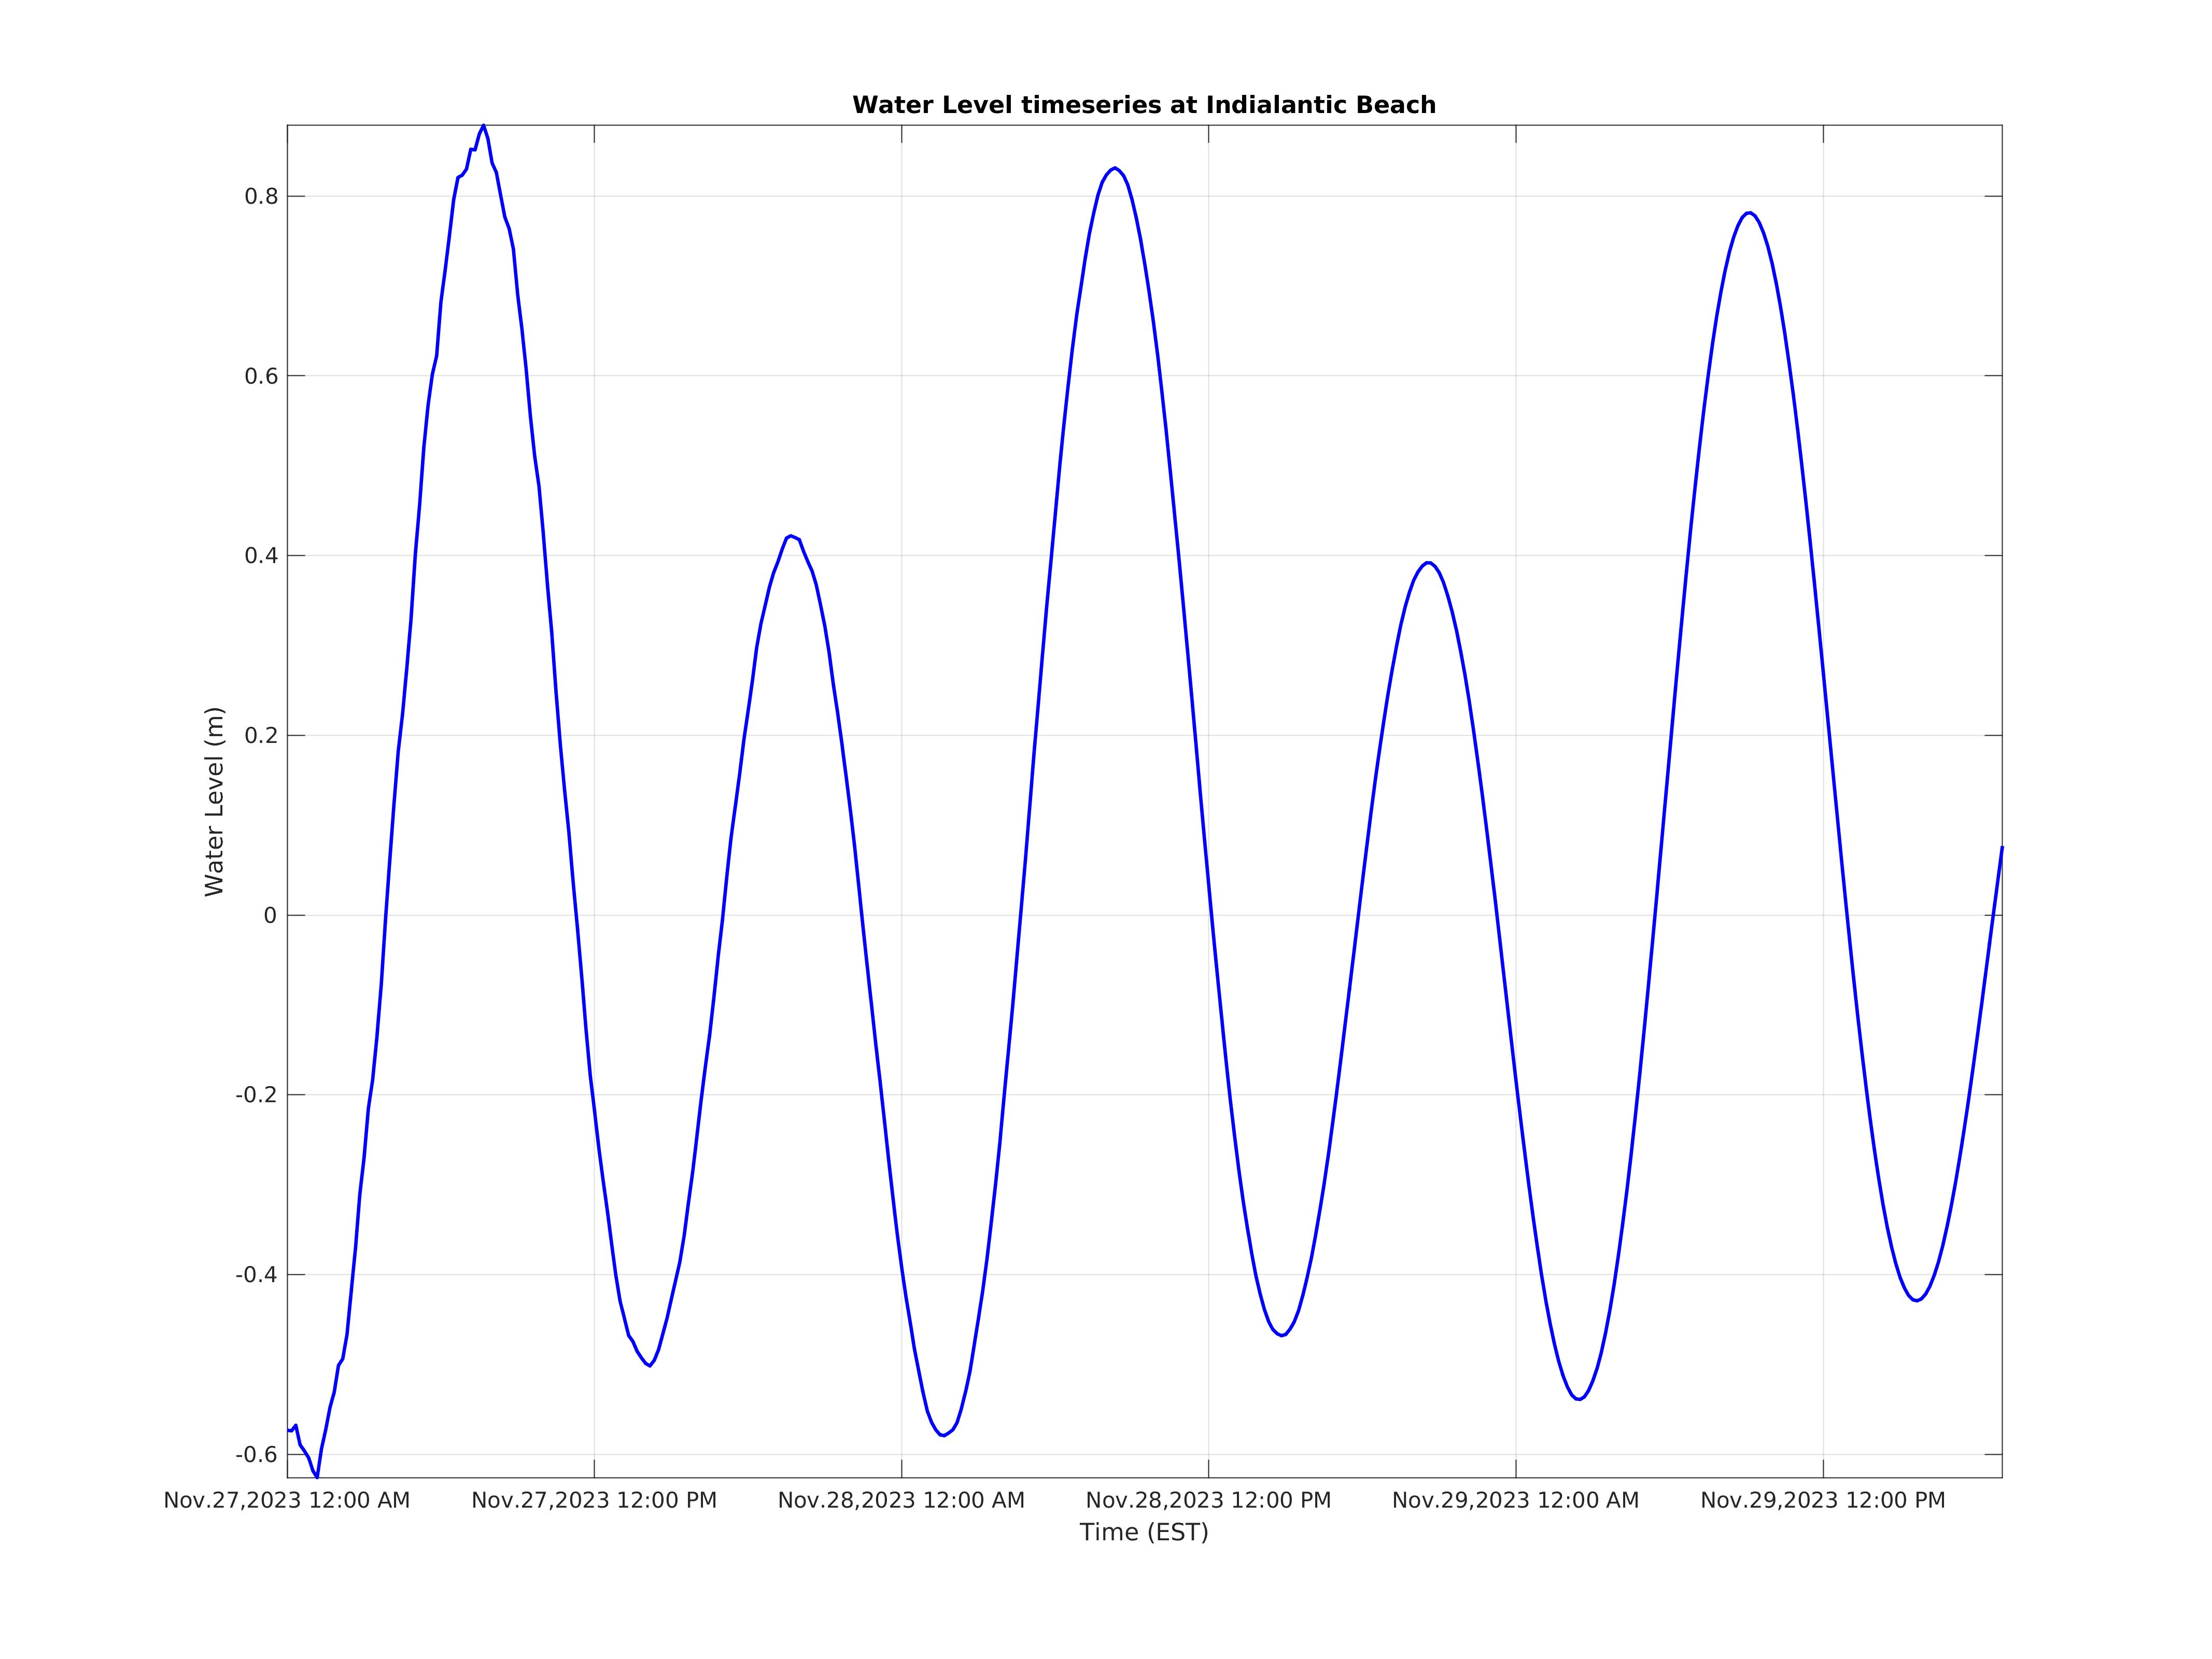 Water Level timeseries at Indialantic Beach
0.8
0.6
0.4
0.2
0
-0.2
-0.4
-0.6
Water Level (m)
Nov.27,2023 12:00 AM
Nov.27,2023 12:00 PM
Nov.28,2023 12:00 AM
Nov.28,2023 12:00 PM
Nov.29,2023 12:00 AM
Nov.29,2023 12:00 PM
Time (EST)